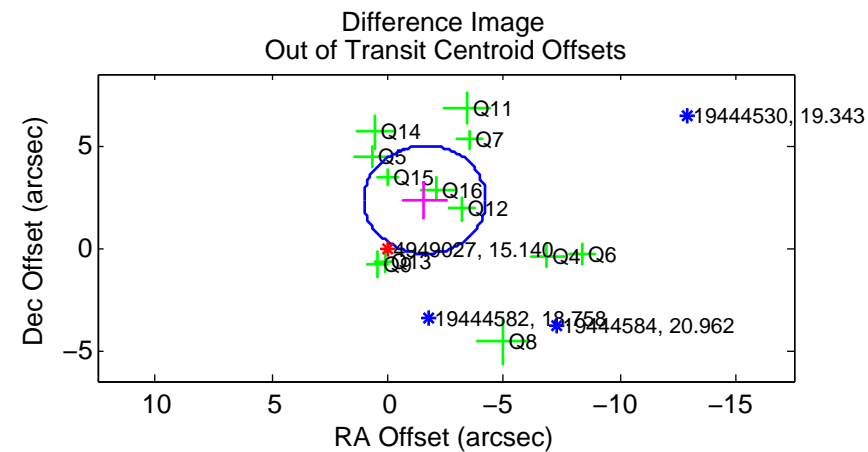 Difference Image
Out of Transit Centroid Offsets
Dec Offset (arcsec)
5
0
−5
Q11
19444530, 19.343
Q14
Q7
Q5
Q15
Q16
Q12
4949027, 15.140
Q4
Q6
Q9
Q13
19444582, 18.758
19444584, 20.962
Q8
10
5
0
−5
−10
−15
RA Offset (arcsec)